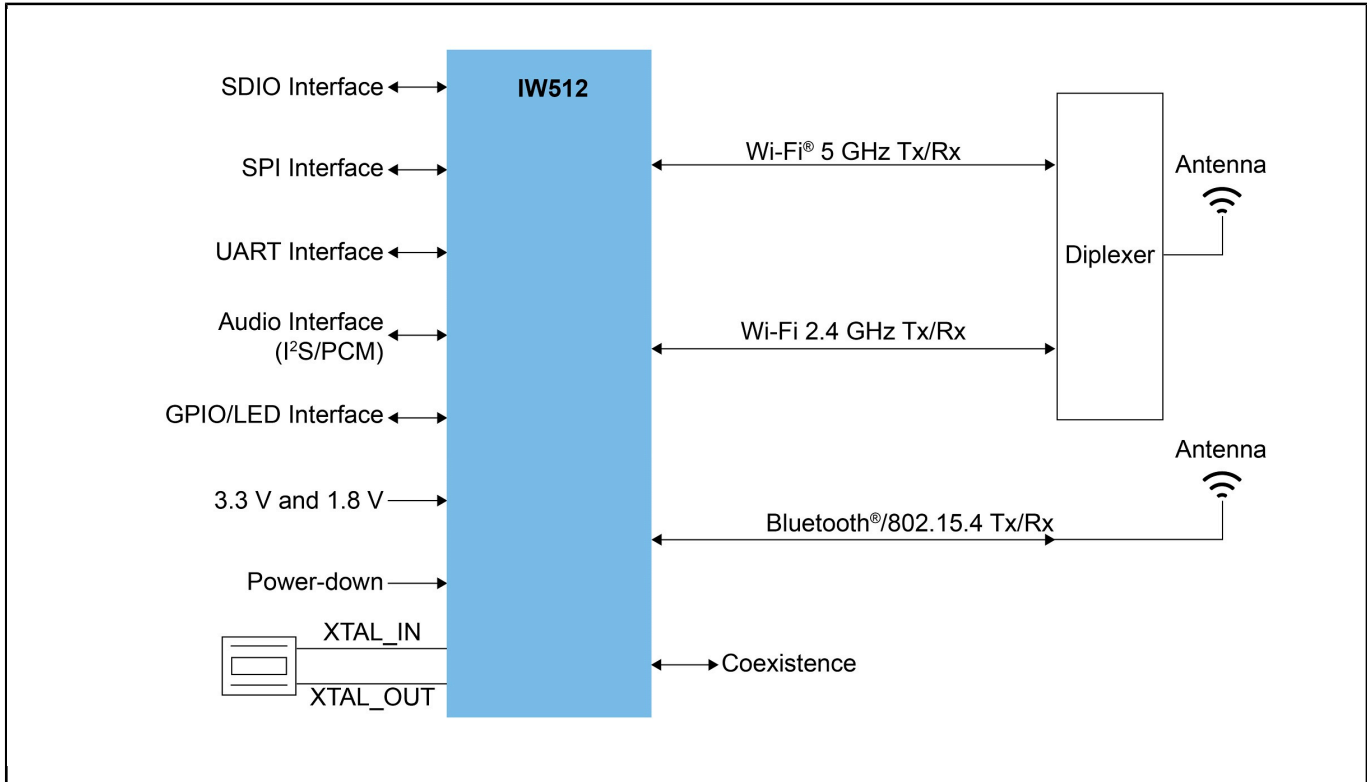 SDIO Interface
SPI Interface
UART Interface
Audio Interface
(I²S/PCM)
GPIO/LED Interface
3.3 V and 1.8 V
Power-down
XTAL_IN
XTAL_OUT
IW512
Wi-Fi® 5 GHz Tx/Rx
Wi-Fi 2.4 GHz Tx/Rx
Bluetooth®/802.15.4 Tx/Rx
Coexistence
Diplexer
Antenna
Antenna